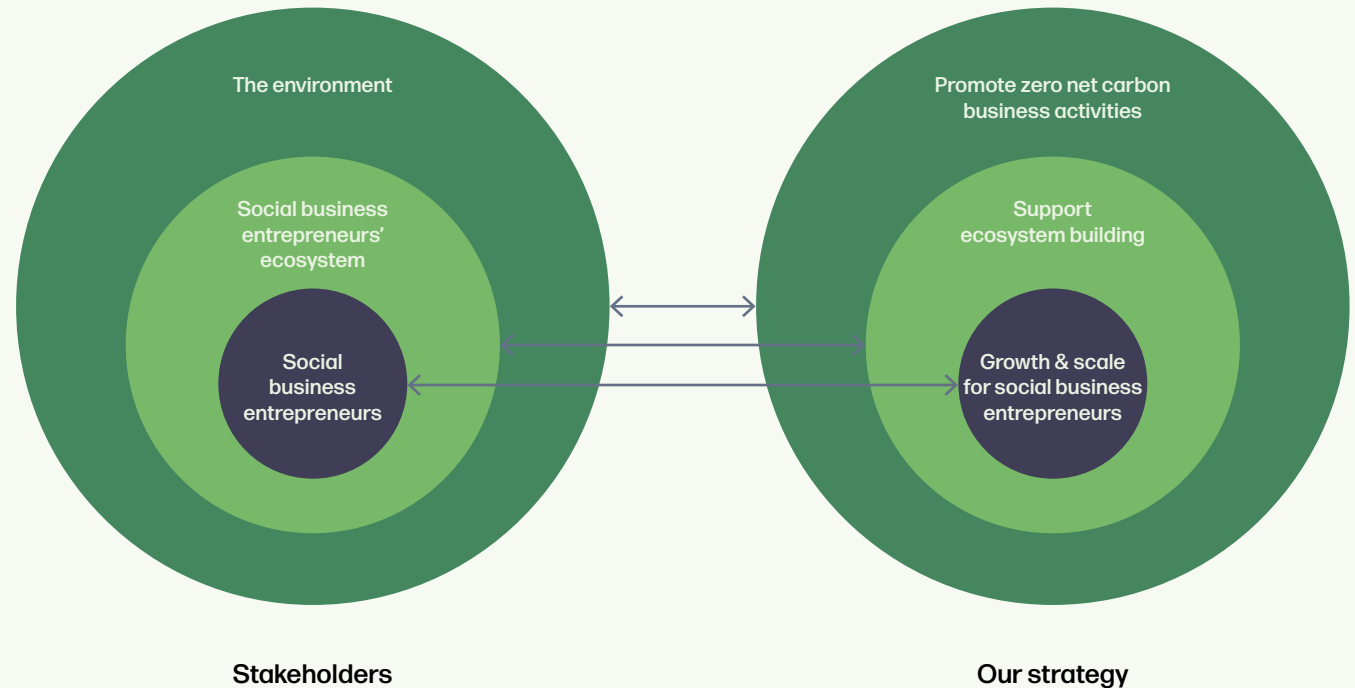 The environment
Social business
entrepreneurs’
ecosystem
Social
business
entrepreneurs
Stakeholders
Promote zero net carbon
business activities
Support
ecosystem building
Growth & scale
for social business
entrepreneurs
Our strategy